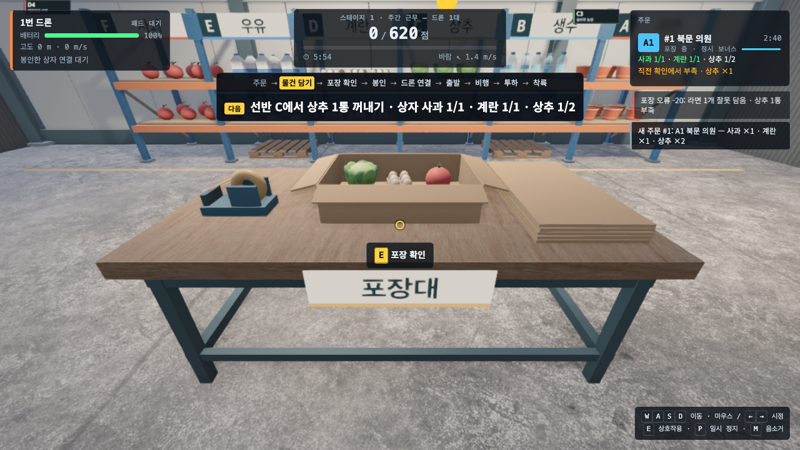 D4
1번 드론
패드 대기
배터리 100%
고도 0 m · 0 m/s
봉인한 상자 연결 대기
E 우유
D
B 생수
A
C3
스테이지 1 · 주간 근무 — 드론 1대
0 / 620점
5:54
바람 ↖ 1.4 m/s
주문
A1 #1 북문 의원 2:40
포장 중 · 정시 보너스
사과 1/1 · 계란 1/1 · 상추 1/2
직전 확인에서 부족 · 상추 ×1
포장 오류 -20: 라면 1개 잘못 담음 · 상추 1통
부족
새 주문 #1: A1 북문 의원 — 사과 ×1 · 계란
×1 · 상추 ×2
주문 → 물건 담기 → 포장 확인 → 봉인 → 드론 연결 → 출발 → 비행 → 투하 → 착륙
다음 선반 C에서 상추 1통 꺼내기 · 상자 사과 1/1 · 계란 1/1 · 상추 1/2
E 포장 확인
포장대
W A S D 이동 · 마우스 / ← → 시점
E 상호작용 · P 일시 정지 · M 음소거